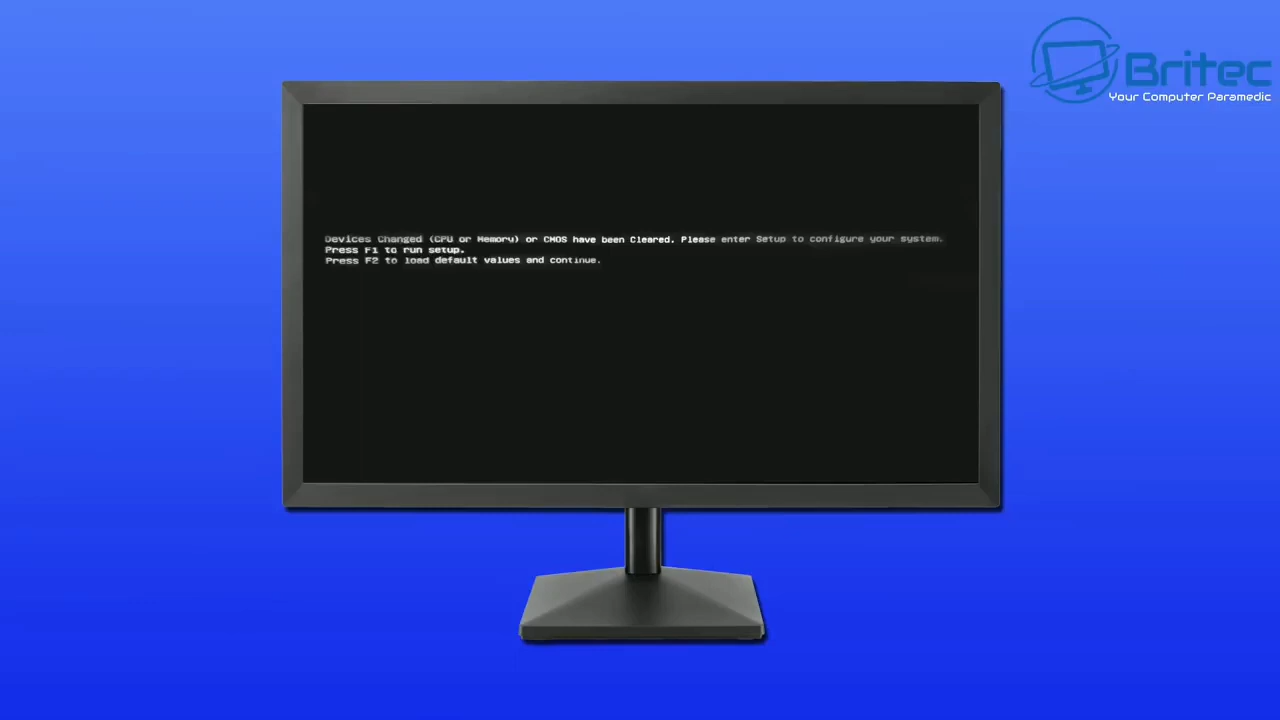 Britec
Your Computer Paramedic
Devices Changed (CPU or Memory) or CMOS have been Cleared. Please enter Setup to configure your system.
Press F1 to run setup.
Press F2 to load default values and continue.